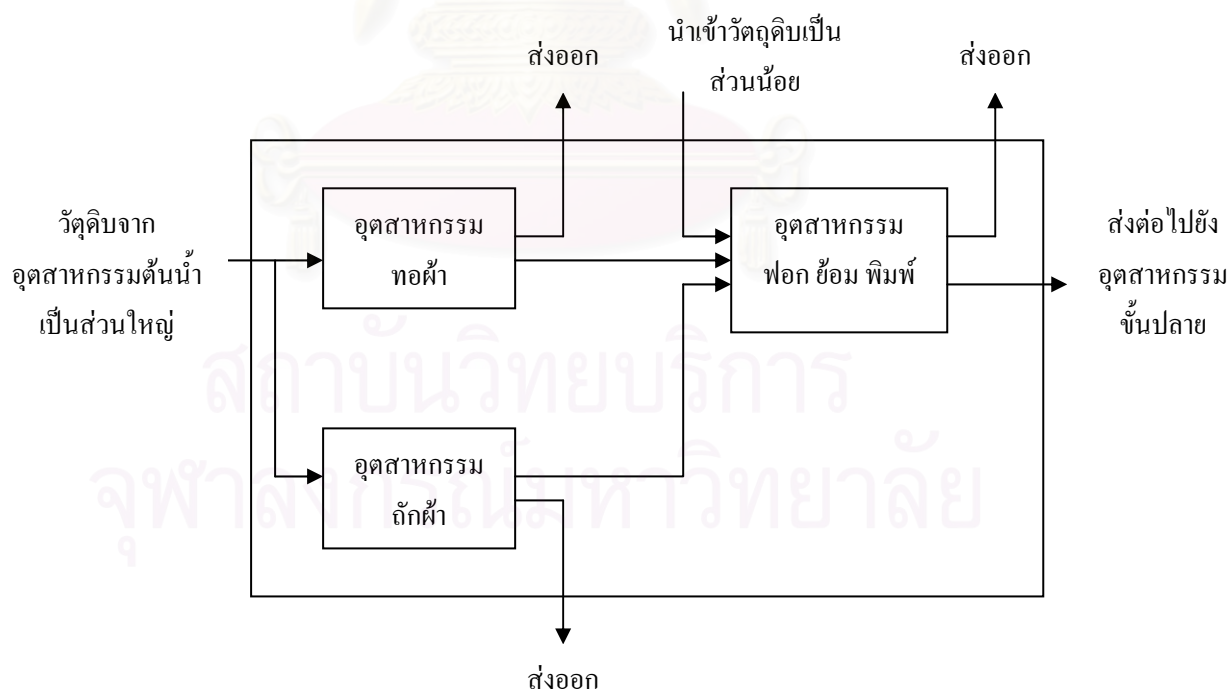 ส่งออก
นำเข้าวัตถุดิบเป็น
ส่วนน้อย
ส่งออก
วัตุดิบจาก
อุตสาหกรรมต้นน้ำ
เป็นส่วนใหญ่
อุตสาหกรรม
ทอผ้า
อุตสาหกรรม
ฟอก ย้อม พิมพ์
ส่งต่อไปยัง
อุตสาหกรรม
ขั้นปลาย
สถาบันวิทยบริการ
อุตสาหกรรม
ถักผ้า
จุฬาลงกรณ์มหาวิทยาลัย
ส่งออก